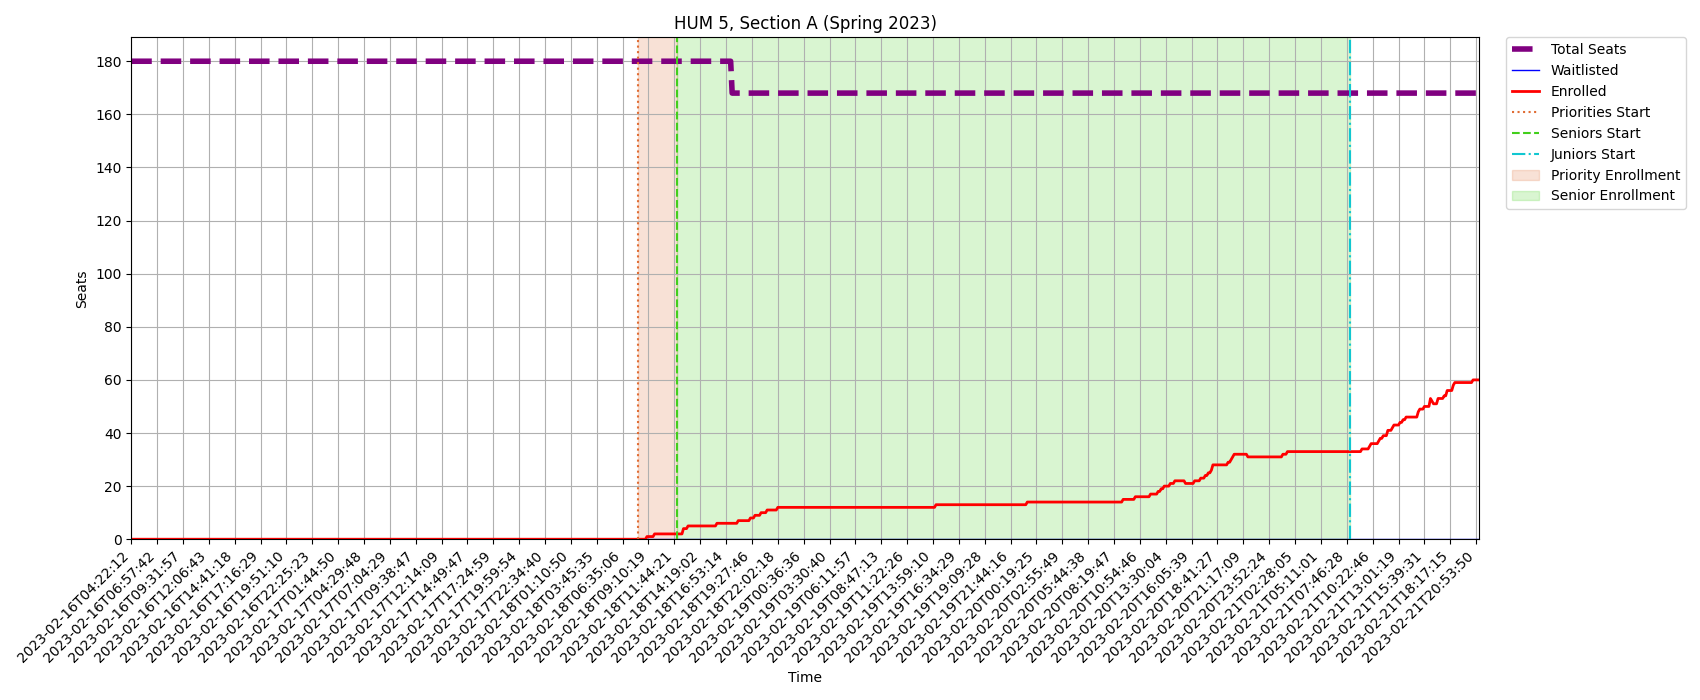 HUM 5, Section A (Spring 2023)
Total Seats
Waitlisted
Enrolled
Priorities Start
Seniors Start
Juniors Start
Priority Enrollment
Senior Enrollment
Seats
180
160
140
120
100
80
60
40
20
0
2023-02-16T04:22:12
2023-02-16T06:57:42
2023-02-16T09:31:57
2023-02-16T12:06:43
2023-02-16T14:41:18
2023-02-16T17:16:29
2023-02-16T19:51:10
2023-02-16T22:25:23
2023-02-17T01:44:50
2023-02-17T04:29:48
2023-02-17T07:04:29
2023-02-17T09:38:47
2023-02-17T12:14:09
2023-02-17T14:49:47
2023-02-17T17:24:59
2023-02-17T19:59:54
2023-02-17T22:34:40
2023-02-18T01:10:50
2023-02-18T03:45:35
2023-02-18T06:35:06
2023-02-18T09:10:19
2023-02-18T11:44:21
2023-02-18T14:19:02
2023-02-18T16:53:14
2023-02-18T19:27:46
2023-02-18T22:02:18
2023-02-19T00:36:36
2023-02-19T03:30:40
2023-02-19T06:11:57
2023-02-19T08:47:13
2023-02-19T11:22:26
2023-02-19T13:59:10
2023-02-19T16:34:29
2023-02-19T19:09:28
2023-02-19T21:44:16
2023-02-20T00:19:25
2023-02-20T02:55:49
2023-02-20T05:44:38
2023-02-20T08:19:47
2023-02-20T10:54:46
2023-02-20T13:30:04
2023-02-20T16:05:39
2023-02-20T18:41:27
2023-02-20T21:17:09
2023-02-20T23:52:24
2023-02-21T02:28:05
2023-02-21T05:11:01
2023-02-21T07:46:28
2023-02-21T10:22:46
2023-02-21T13:01:19
2023-02-21T15:39:31
2023-02-21T18:17:15
2023-02-21T20:53:50
Time